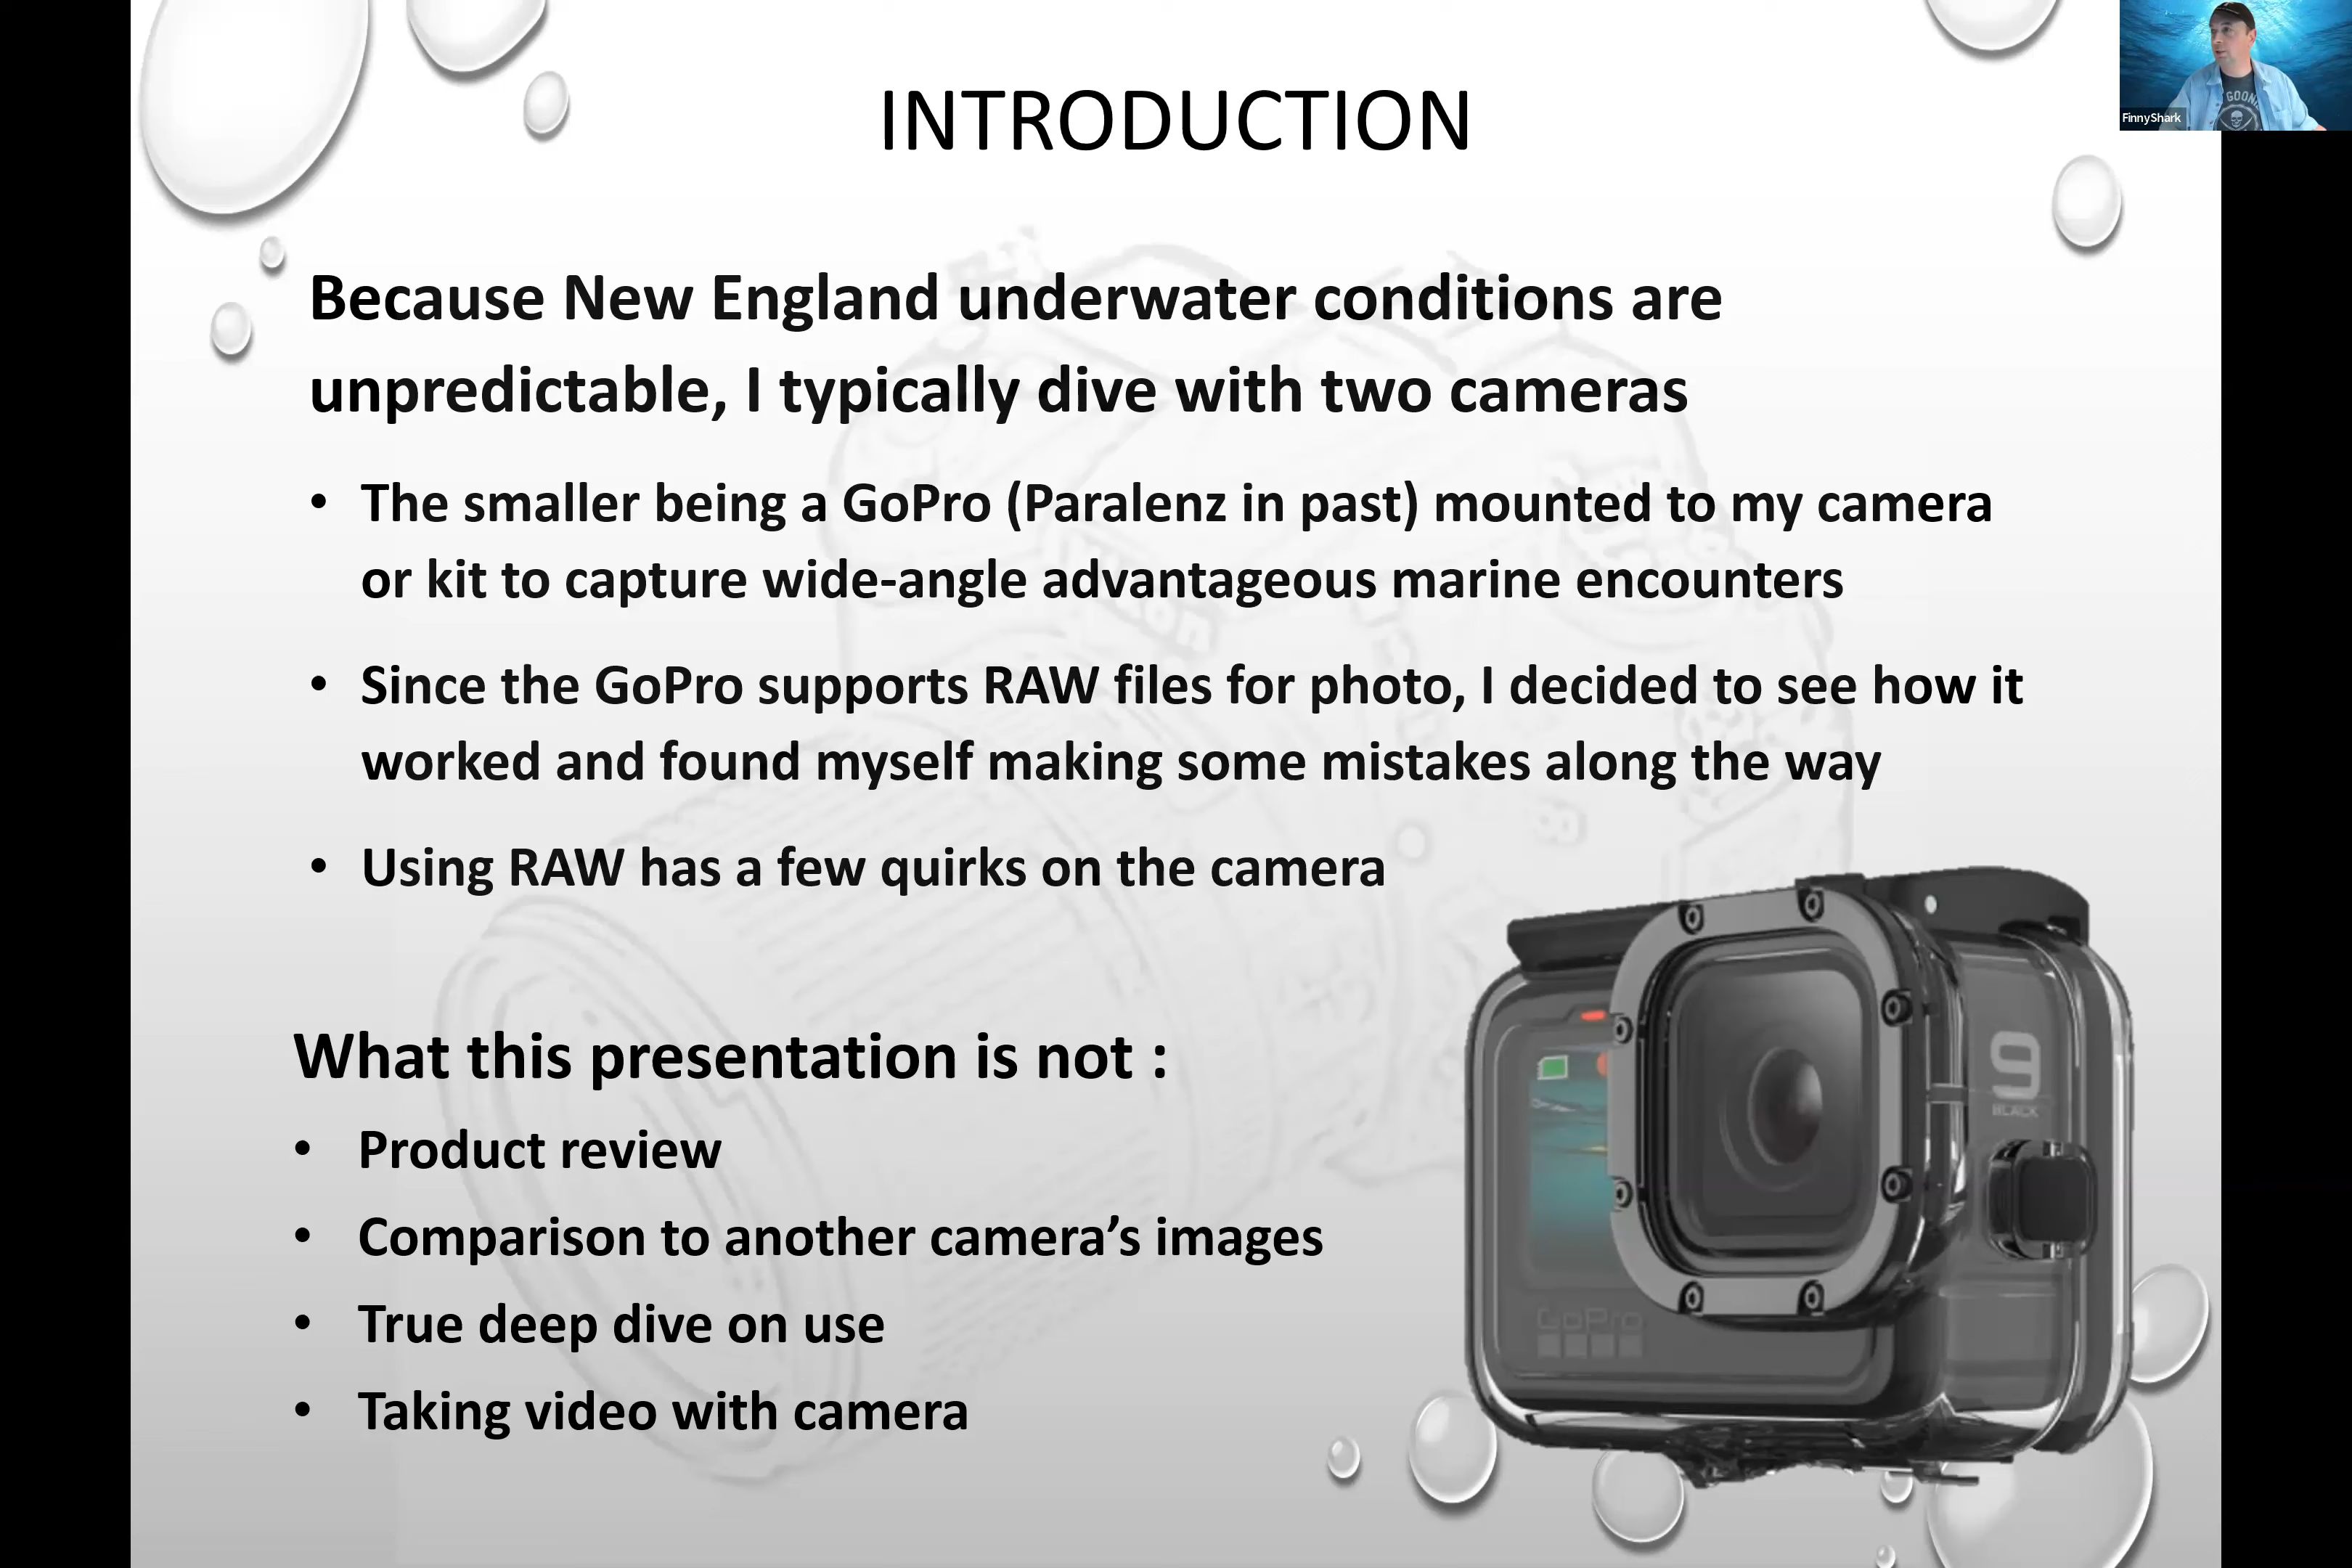 INTRODUCTION
FinnyShark
GOONI
Because New England underwater conditions are
unpredictable, I typically dive with two cameras
• The smaller being a GoPro (Paralenz in past) mounted to my camera
or kit to capture wide-angle advantageous marine encounters
• Since the GoPro supports RAW files for photo, I decided to see how it
worked and found myself making some mistakes along the way
• Using RAW has a few quirks on the camera
What this presentation is not :
• Product review
• Comparison to another camera’s images
• True deep dive on use
• Taking video with camera
9
BLACK
GoPro